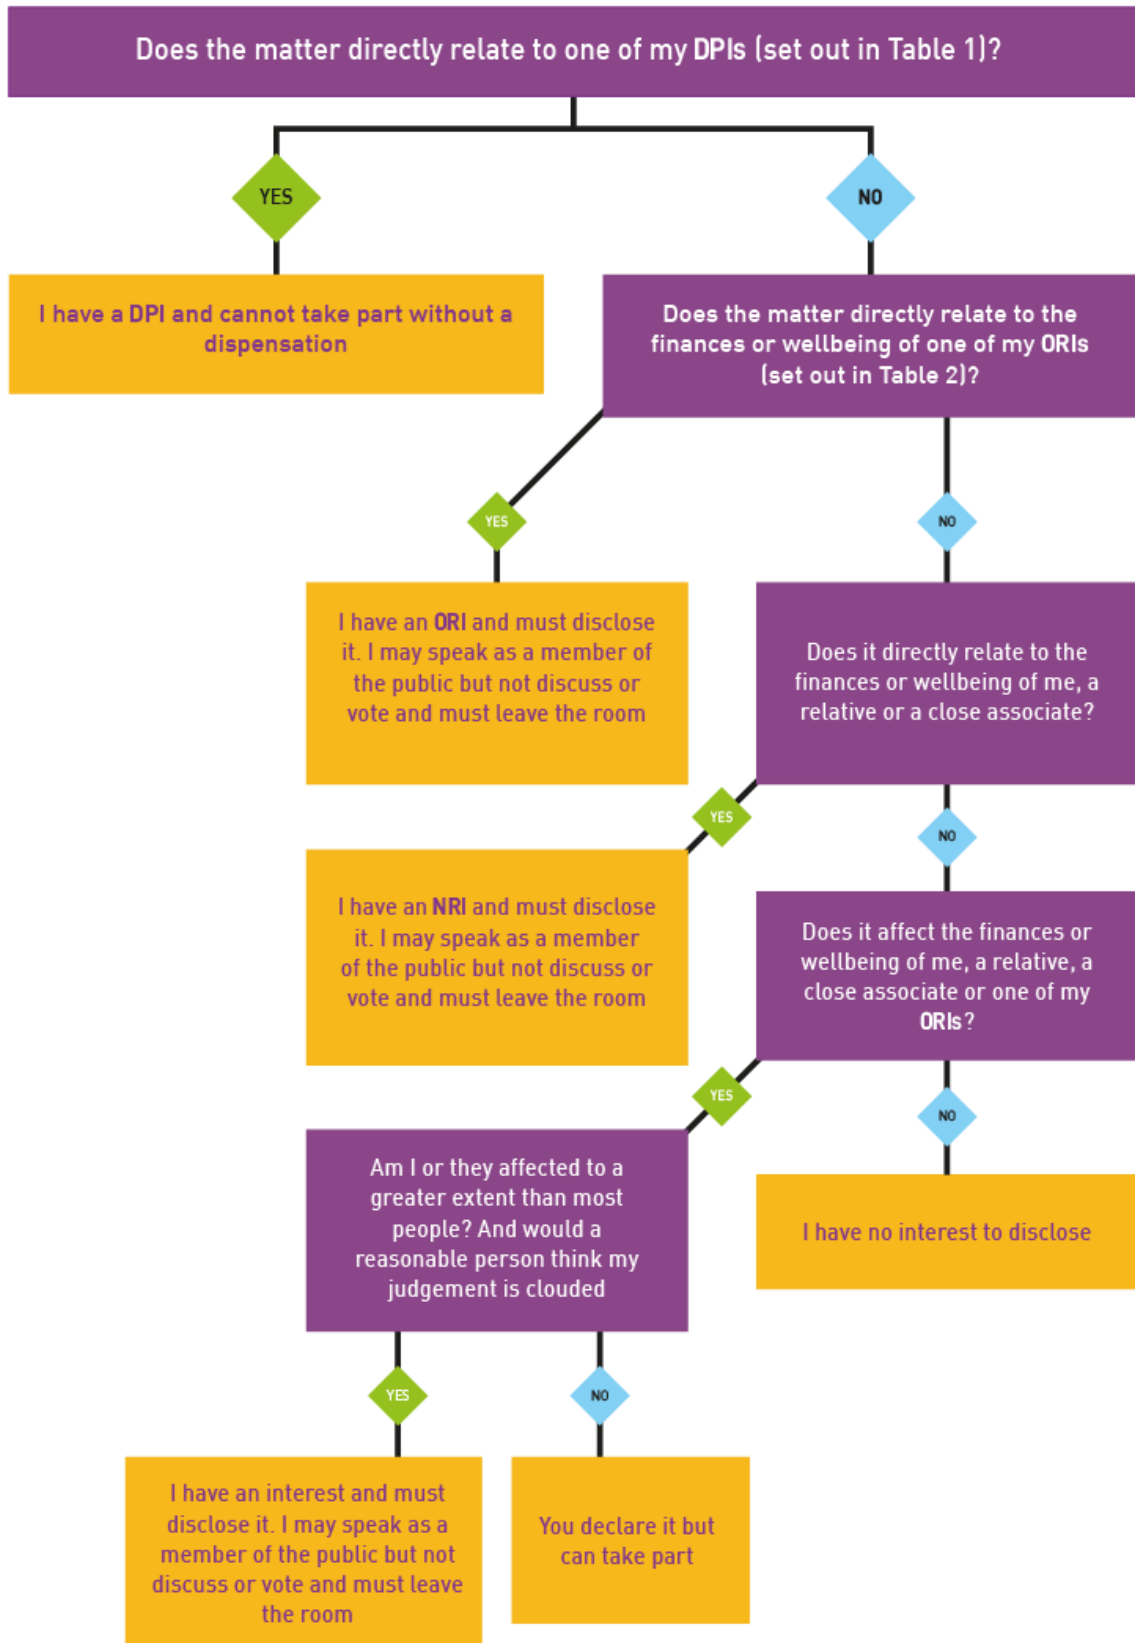 Does the matter directly relate to one of my DPIs (set out in Table 1)?
YES
NO
I have a DPI and cannot take part without a
dispensation
Does the matter directly relate to the
finances or wellbeing of one of my ORIs
(set out in Table 2)?
YES
NO
I have an ORI and must disclose
it. I may speak as a member of
the public but not discuss or
vote and must leave the room
Does it directly relate to the
finances or wellbeing of me, a
relative or a close associate?
YES
NO
I have an NRI and must disclose
it. I may speak as a member
of the public but not discuss or
vote and must leave the room
Does it affect the finances or
wellbeing of me, a relative, a
close associate or one of my
ORIs?
YES
NO
Am I or they affected to a
greater extent than most
people? And would a
reasonable person think my
judgement is clouded
I have no interest to disclose
YES
NO
I have an interest and must
disclose it. I may speak as a
member of the public but not
discuss or vote and must leave
the room
You declare it but
can take part